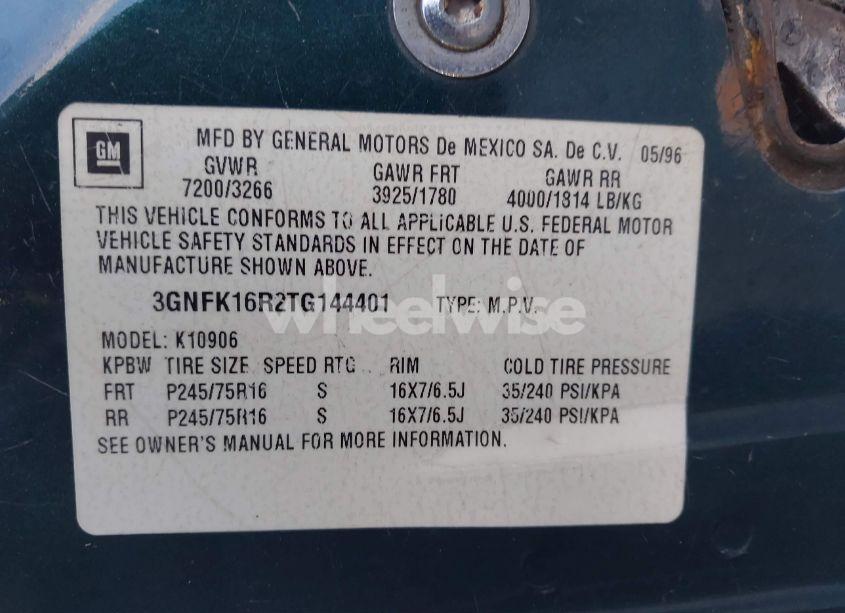 GM
MFD BY GENERAL MOTORS De MEXICO SA. De C.V. 05/96
GVWR GAWR FRT GAWR RR
7200/3266 3925/1780 4000/1814 LB/KG
THIS VEHICLE CONFORMS TO ALL APPLICABLE U.S. FEDERAL MOTOR
VEHICLE SAFETY STANDARDS IN EFFECT ON THE DATE OF
MANUFACTURE SHOWN ABOVE.
3GNFK16R2TG144401 TYPE: M.P.V.
wheelwise
MODEL: K10906
KPBW TIRE SIZE SPEED RTG RIM COLD TIRE PRESSURE
FRT P245/75R16 S 16X7/6.5J 35/240 PSI/KPA
RR P245/75R16 S 16X7/6.5J 35/240 PSI/KPA
SEE OWNER'S MANUAL FOR MORE INFORMATION.